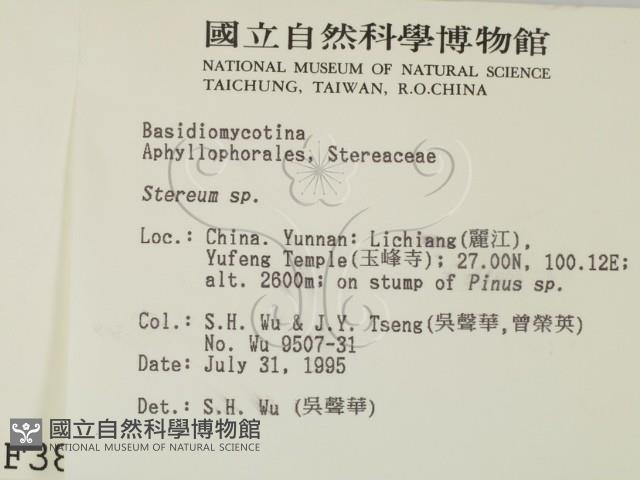 國立自然科學博物館
NATIONAL MUSEUM OF NATURAL SCIENCE
TAICHUNG, TAIWAN, R.O.CHINA
Basidiomycotina
Aphyllophorales, Stereaceae
Stereum sp.
Loc.: China. Yunnan: Lichiang(麗江),
Yufeng Temple(玉峰寺); 27.00N, 100.12E;
alt. 2600m; on stump of Pinus sp.
Col.: S.H. Wu & J.Y. Tseng(吳聲華,曾榮英)
No. Wu 9507-31
Date: July 31, 1995
Det.: S.H. Wu (吳聲華)
國立自然科學博物館
NATIONAL MUSEUM OF NATURAL SCIENCE